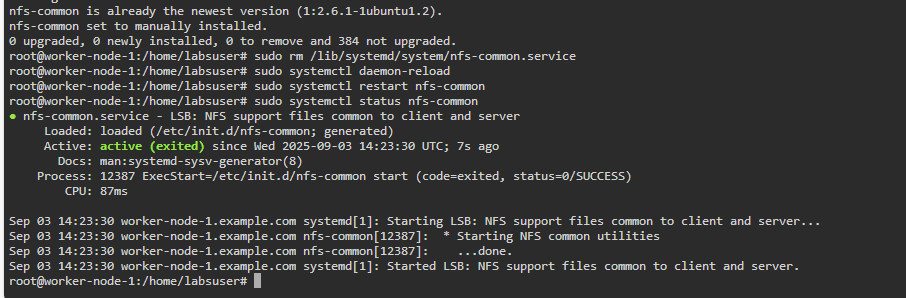 nfs-common is already the newest version (1:2.6.1-1ubuntu1.2).
nfs-common set to manually installed.
0 upgraded, 0 newly installed, 0 to remove and 384 not upgraded.
root@worker-node-1:/home/labsuser# sudo rm /lib/systemd/system/nfs-common.service
root@worker-node-1:/home/labsuser# sudo systemctl daemon-reload
root@worker-node-1:/home/labsuser# sudo systemctl restart nfs-common
root@worker-node-1:/home/labsuser# sudo systemctl status nfs-common
● nfs-common.service - LSB: NFS support files common to client and server
     Loaded: loaded (/etc/init.d/nfs-common; generated)
     Active: active (exited) since Wed 2025-09-03 14:23:30 UTC; 7s ago
       Docs: man:systemd-sysv-generator(8)
    Process: 12387 ExecStart=/etc/init.d/nfs-common start (code=exited, status=0/SUCCESS)
        CPU: 87ms

Sep 03 14:23:30 worker-node-1.example.com systemd[1]: Starting LSB: NFS support files common to client and server...
Sep 03 14:23:30 worker-node-1.example.com nfs-common[12387]:  * Starting NFS common utilities
Sep 03 14:23:30 worker-node-1.example.com nfs-common[12387]:    ...done.
Sep 03 14:23:30 worker-node-1.example.com systemd[1]: Started LSB: NFS support files common to client and server.
root@worker-node-1:/home/labsuser#